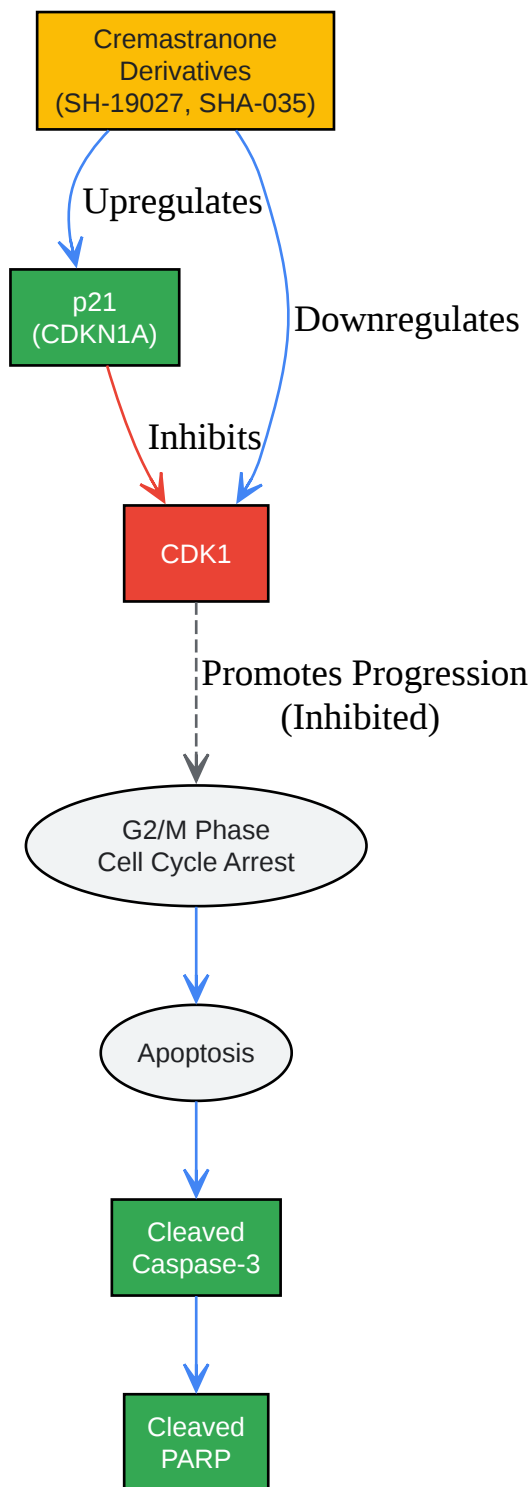 Cremastranone
Derivatives
(SH-19027, SHA-035)
Upregulates
p21
(CDKN1A)
Downregulates
Inhibits
CDK1
Promotes Progression
(Inhibited)
G2/M Phase
Cell Cycle Arrest
Apoptosis
Cleaved
Caspase-3
Cleaved
PARP